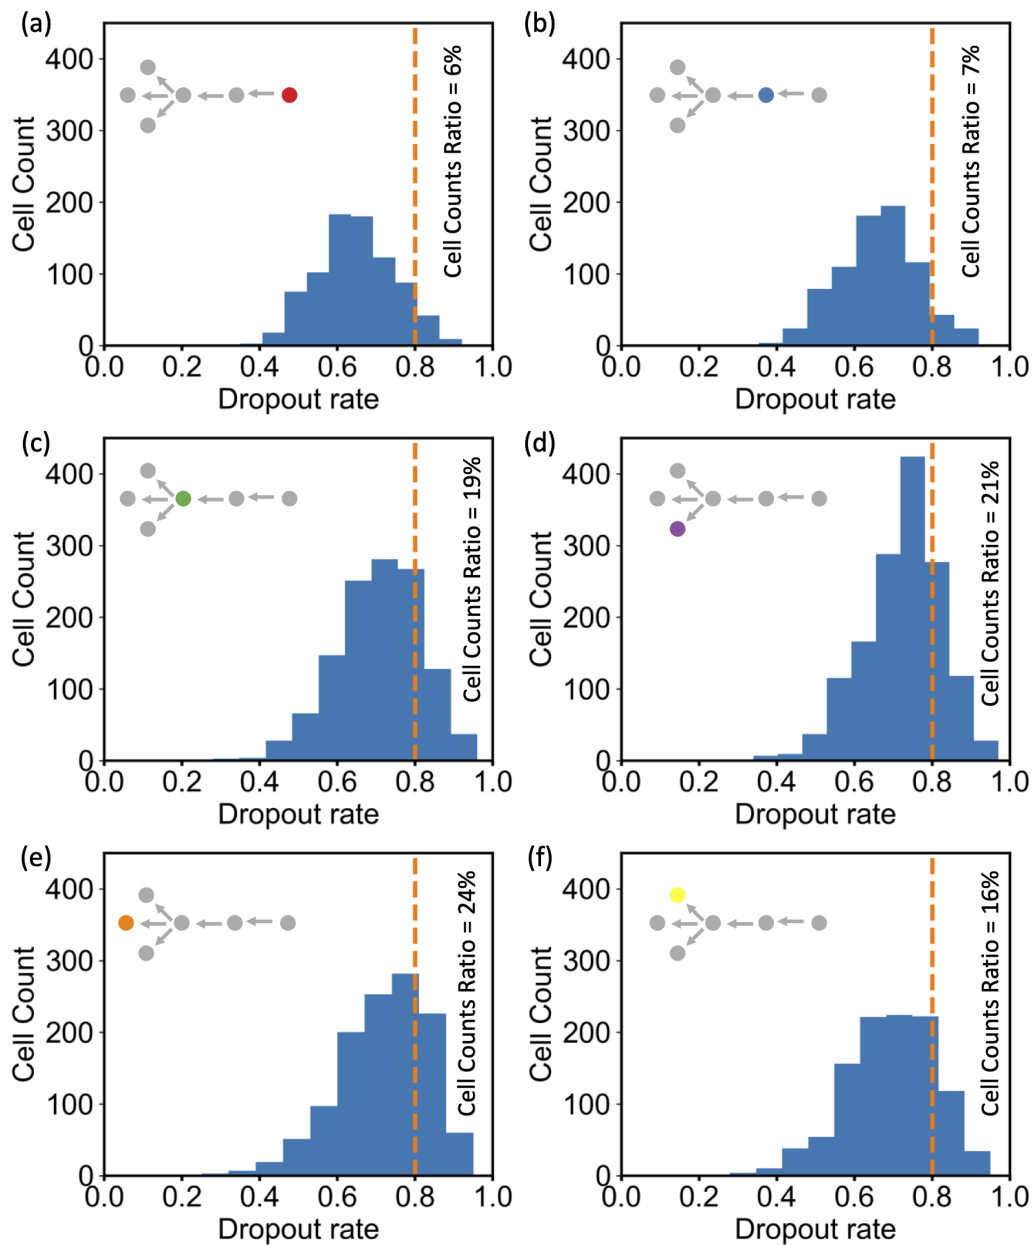 (a)
Cell Count
400
300
200
100
0
0.0 0.2 0.4 0.6 0.8 1.0
Dropout rate
Cell Counts Ratio = 6%
(b)
Cell Count
400
300
200
100
0
0.0 0.2 0.4 0.6 0.8 1.0
Dropout rate
Cell Counts Ratio = 7%
(c)
Cell Count
400
300
200
100
0
0.0 0.2 0.4 0.6 0.8 1.0
Dropout rate
Cell Counts Ratio = 19%
(d)
Cell Count
400
300
200
100
0
0.0 0.2 0.4 0.6 0.8 1.0
Dropout rate
Cell Counts Ratio = 21%
(e)
Cell Count
400
300
200
100
0
0.0 0.2 0.4 0.6 0.8 1.0
Dropout rate
Cell Counts Ratio = 24%
(f)
Cell Count
400
300
200
100
0
0.0 0.2 0.4 0.6 0.8 1.0
Dropout rate
Cell Counts Ratio = 16%